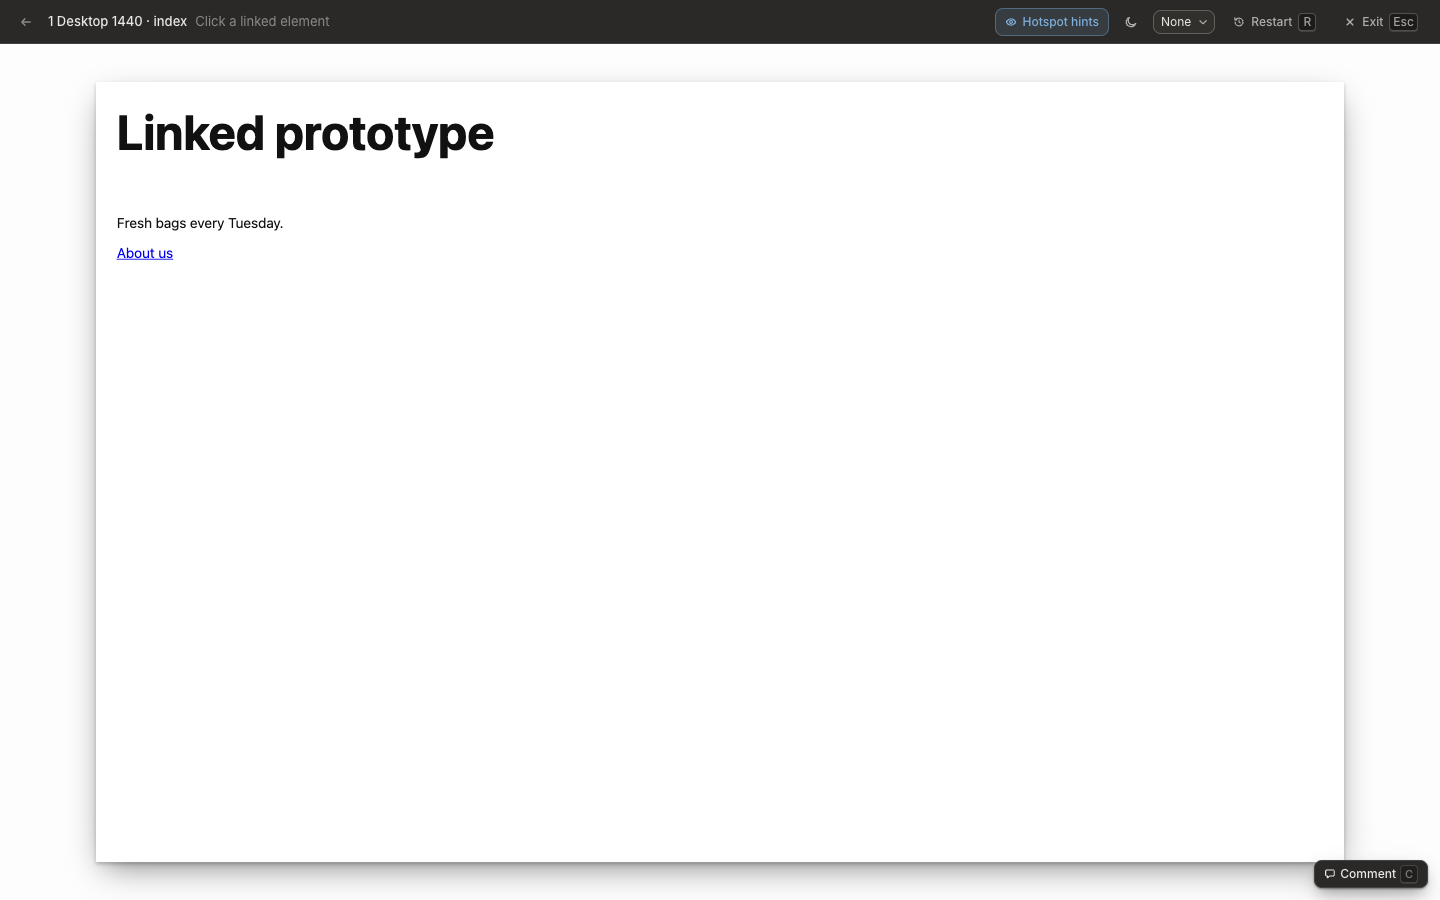 1 Desktop 1440 · index Click a linked element Hotspot hints None Restart R Exit Esc
Linked prototype
Fresh bags every Tuesday.
About us
Comment C